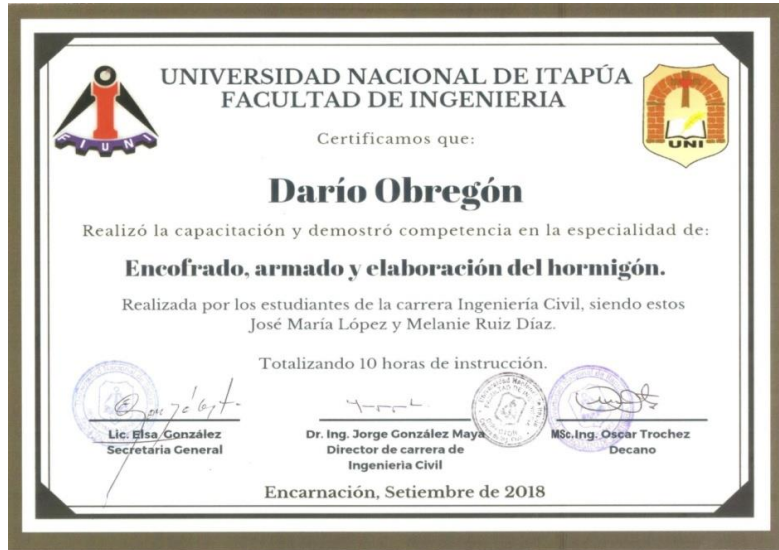 UNIVERSIDAD NACIONAL DE ITAPÚA
FACULTAD DE INGENIERIA
FIUNI
UNI
Certificamos que:
Darío Obregón
Realizó la capacitación y demostró competencia en la especialidad de:
Encofrado, armado y elaboración del hormigón.
Realizada por los estudiantes de la carrera Ingeniería Civil, siendo estos
José María López y Melanie Ruiz Díaz.
Totalizando 10 horas de instrucción.
Lic. Elsa González
Secretaria General
Dr. Ing. Jorge González Maya
Director de carrera de
Ingenieria Civil
MSc.Ing. Oscar Trochez
Decano
Encarnación, Setiembre de 2018